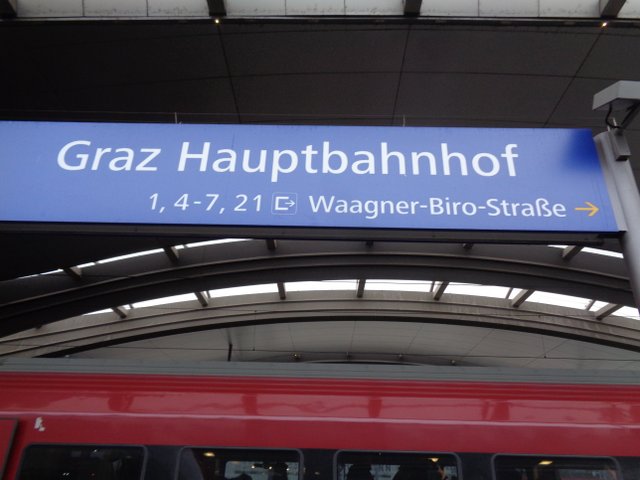 Graz Hauptbahnhof
1, 4-7, 21 Waagner-Biro-Straße →